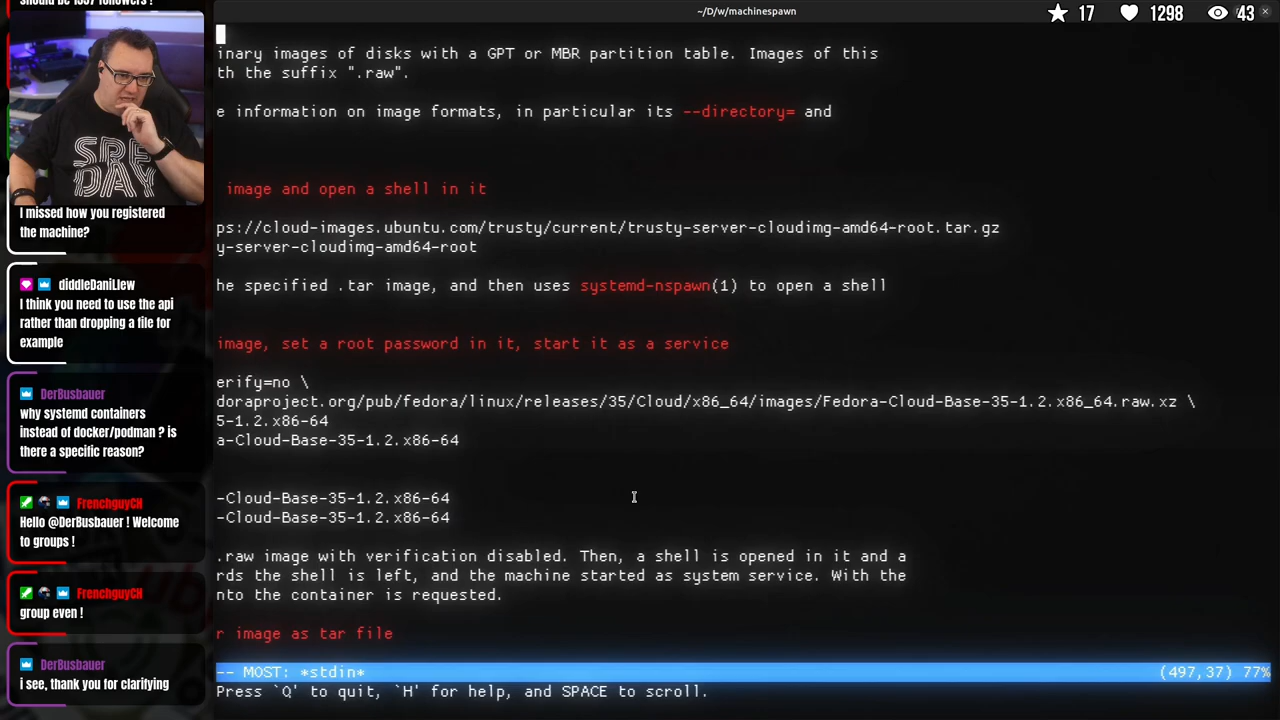 should be 1337 followers !
~/D/w/machinespawn
17
1298
43
SRE
DAY
I missed how you registered
the machine?
diddleDaniLlew
I think you need to use the api
rather than dropping a file for
example
DerBusbauer
why systemd containers
instead of docker/podman ? is
there a specific reason?
FrenchguyCH
Hello @DerBusbauer ! Welcome
to groups !
FrenchguyCH
group even !
DerBusbauer
i see, thank you for clarifying
inary images of disks with a GPT or MBR partition table. Images of this
th the suffix ".raw".
e information on image formats, in particular its --directory= and
image and open a shell in it
ps://cloud-images.ubuntu.com/trusty/current/trusty-server-cloudimg-amd64-root.tar.gz
y-server-cloudimg-amd64-root
he specified .tar image, and then uses systemd-nspawn(1) to open a shell
image, set a root password in it, start it as a service
erify=no \
doraproject.org/pub/fedora/linux/releases/35/Cloud/x86_64/images/Fedora-Cloud-Base-35-1.2.x86_64.raw.xz \
5-1.2.x86-64
a-Cloud-Base-35-1.2.x86-64
-Cloud-Base-35-1.2.x86-64
-Cloud-Base-35-1.2.x86-64
.raw image with verification disabled. Then, a shell is opened in it and a
rds the shell is left, and the machine started as system service. With the
nto the container is requested.
r image as tar file
-- MOST: *stdin* (497,37) 77%
Press `Q' to quit, `H' for help, and SPACE to scroll.